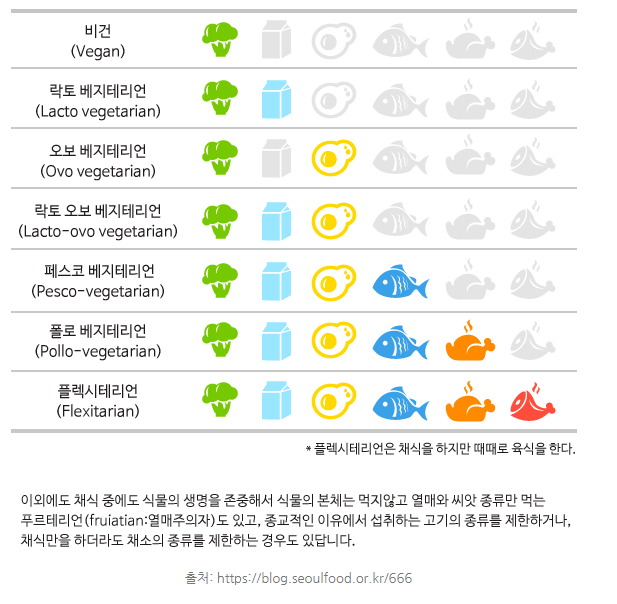 비건
(Vegan)
락토 베지테리언
(Lacto vegetarian)
오보 베지테리언
(Ovo vegetarian)
락토 오보 베지테리언
(Lacto-ovo vegetarian)
페스코 베지테리언
(Pesco-vegetarian)
폴로 베지테리언
(Pollo-vegetarian)
플렉시테리언
(Flexitarian)
* 플렉시테리언은 채식을 하지만 때때로 육식을 한다.
이외에도 채식 중에도 식물의 생명을 존중해서 식물의 본체는 먹지않고 열매와 씨앗 종류만 먹는
푸르테리언(fruiatian:열매주의자)도 있고, 종교적인 이유에서 섭취하는 고기의 종류를 제한하거나,
채식만을 하더라도 채소의 종류를 제한하는 경우도 있답니다.
출처: https://blog.seoulfood.or.kr/666